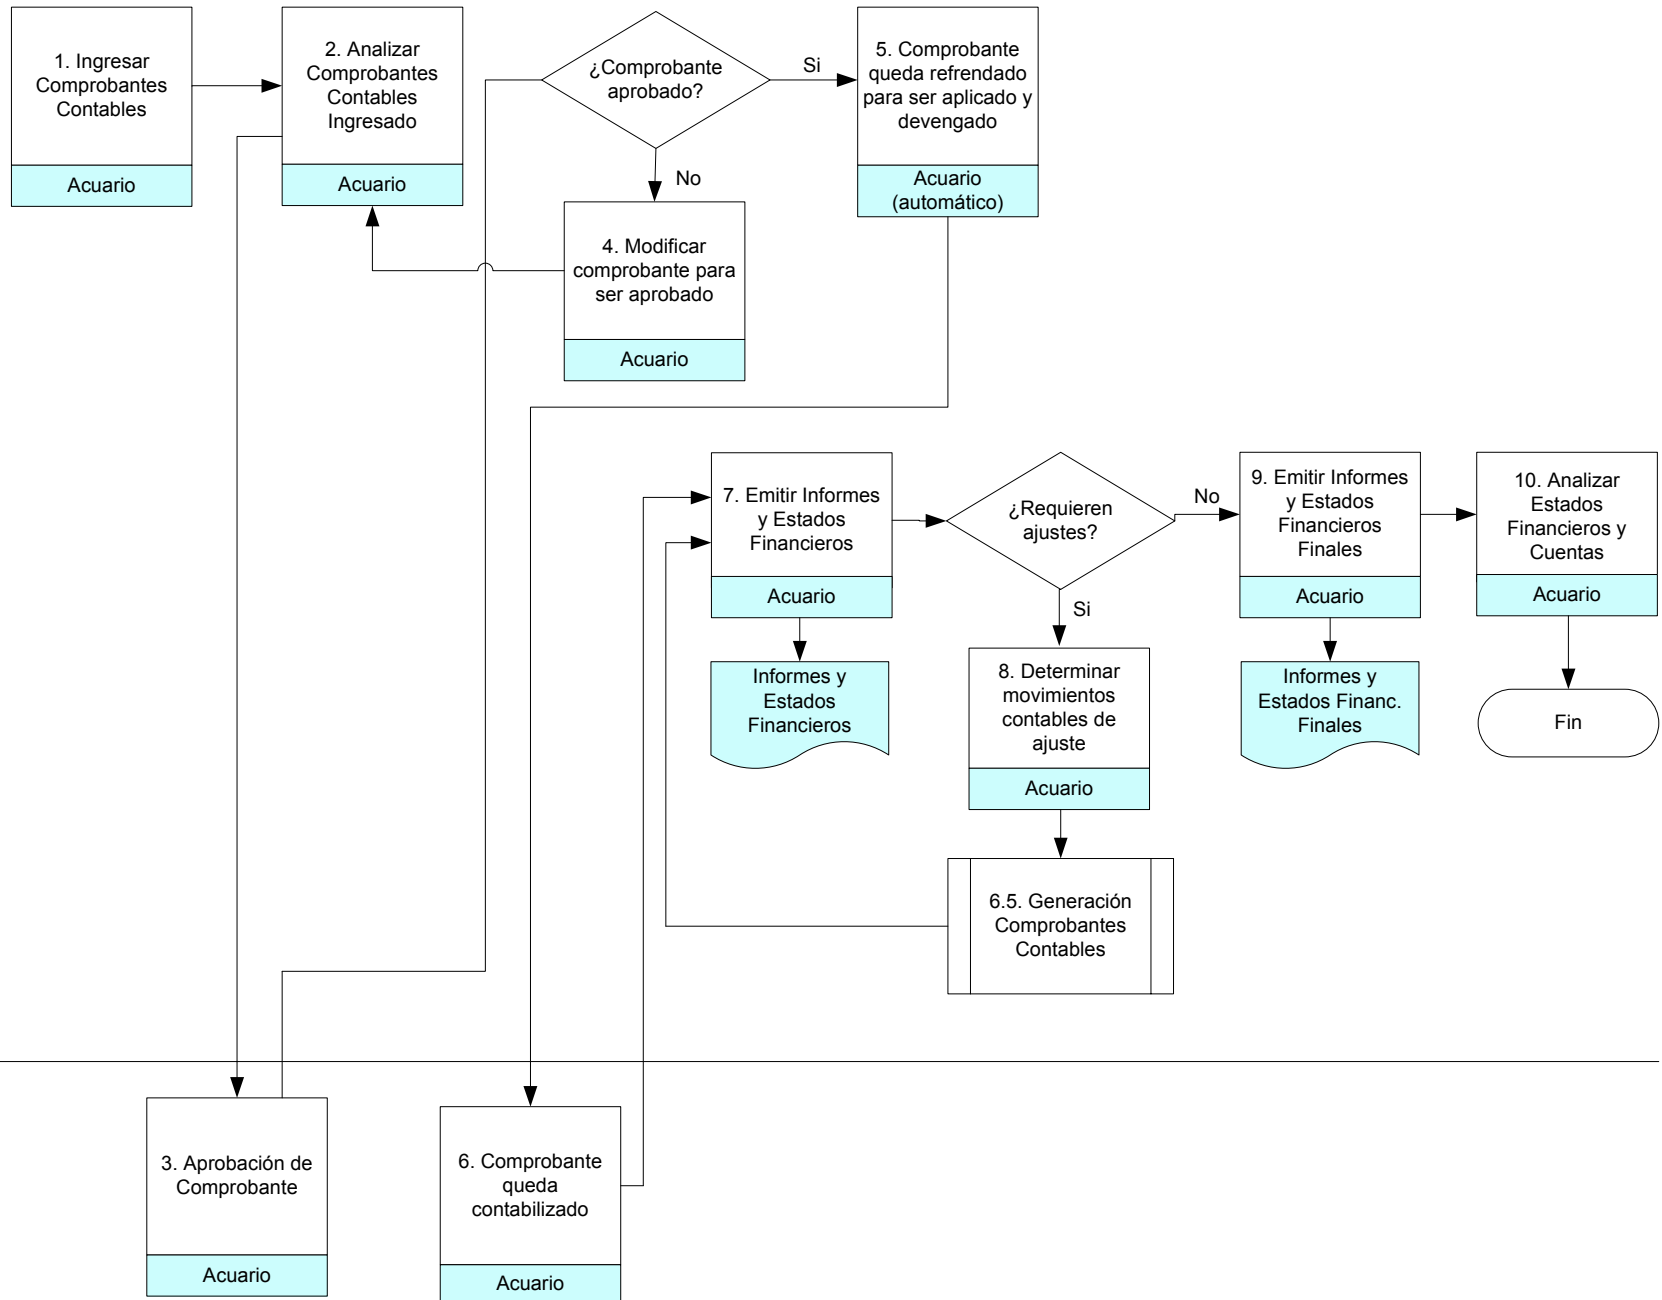 1. Ingresar
Comprobantes
Contables
Acuario
2. Analizar
Comprobantes
Contables
Ingresado
Acuario
¿Comprobante
aprobado?
Si
No
5. Comprobante
queda refrendado
para ser aplicado y
devengado
Acuario
(automático)
4. Modificar
comprobante para
ser aprobado
Acuario
7. Emitir Informes
y Estados
Financieros
Acuario
Informes y
Estados
Financieros
¿Requieren
ajustes?
No
Si
9. Emitir Informes
y Estados
Financieros
Finales
Acuario
Informes y
Estados Financ.
Finales
10. Analizar
Estados
Financieros y
Cuentas
Acuario
Fin
8. Determinar
movimientos
contables de
ajuste
Acuario
6.5. Generación
Comprobantes
Contables
3. Aprobación de
Comprobante
Acuario
6. Comprobante
queda
contabilizado
Acuario